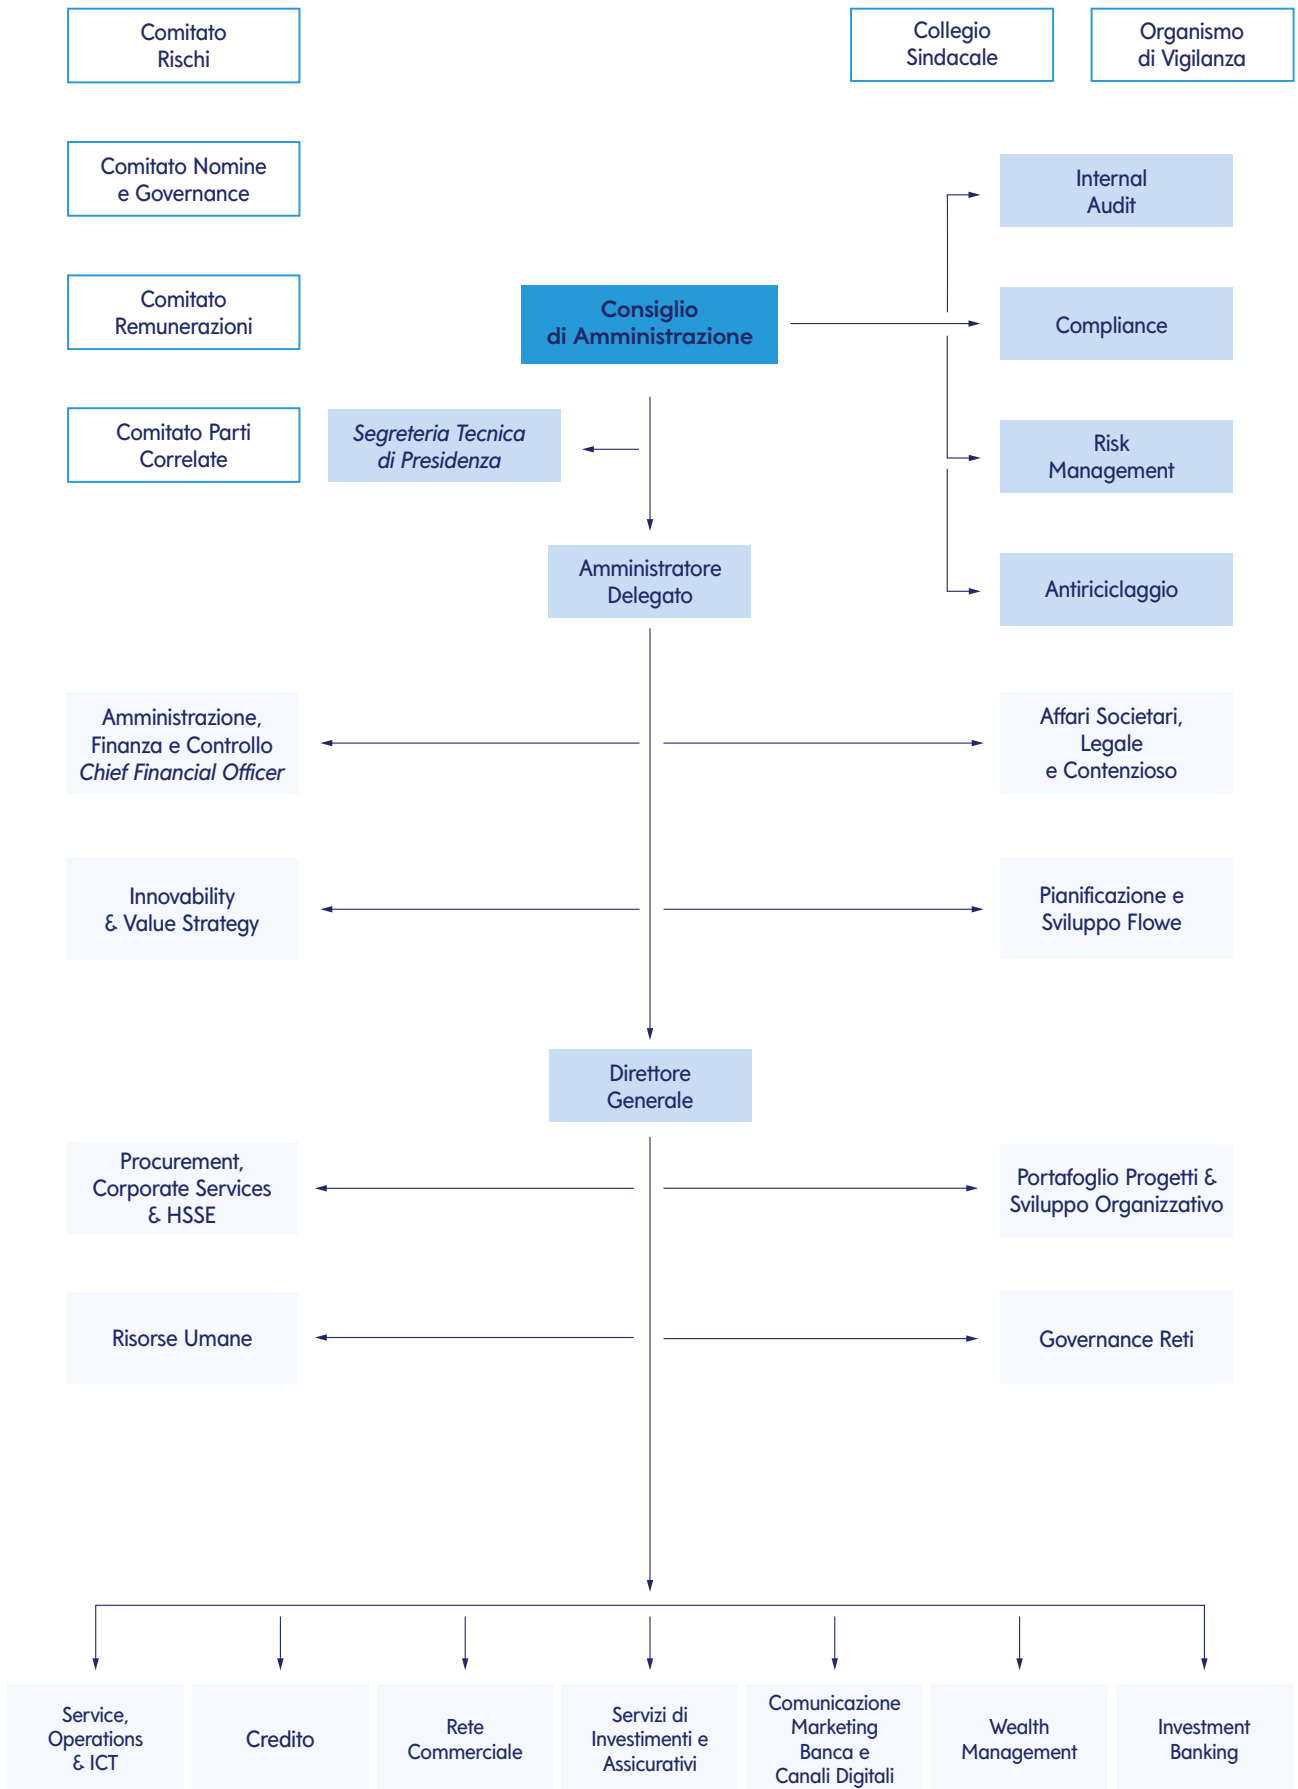 Comitato
Rischi
Collegio
Sindacale
Organismo
di Vigilanza
Comitato Nomine
e Governance
Internal
Audit
Comitato
Remunerazioni
Consiglio
di Amministrazione
Compliance
Comitato Parti
Correlate
Segreteria Tecnica
di Presidenza
Risk
Management
Amministratore
Delegato
Antiriciclaggio
Amministrazione,
Finanza e Controllo
Chief Financial Officer
Affari Societari,
Legale
e Contenzioso
Innovability
& Value Strategy
Pianificazione e
Sviluppo Flowe
Direttore
Generale
Procurement,
Corporate Services
& HSSE
Portafoglio Progetti &
Sviluppo Organizzativo
Risorse Umane
Governance Reti
Service,
Operations
& ICT
Credito
Rete
Commerciale
Servizi di
Investimenti e
Assicurativi
Comunicazione
Marketing
Banca e
Canali Digitali
Wealth
Management
Investment
Banking